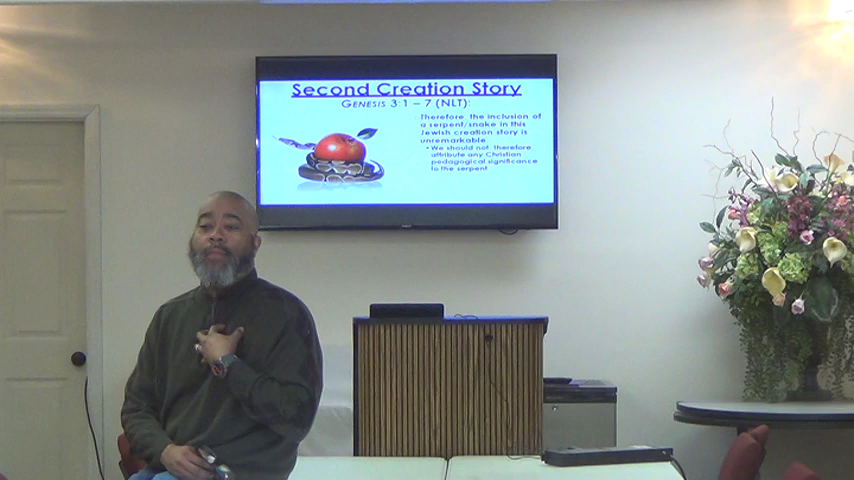 Second Creation Story
Genesis 3:1 – 7 (NLT):
Therefore, the inclusion of
a serpent/snake in this
Jewish creation story is
unremarkable
• We should not, therefore
attribute any Christian
pedagogical significance
to the serpent